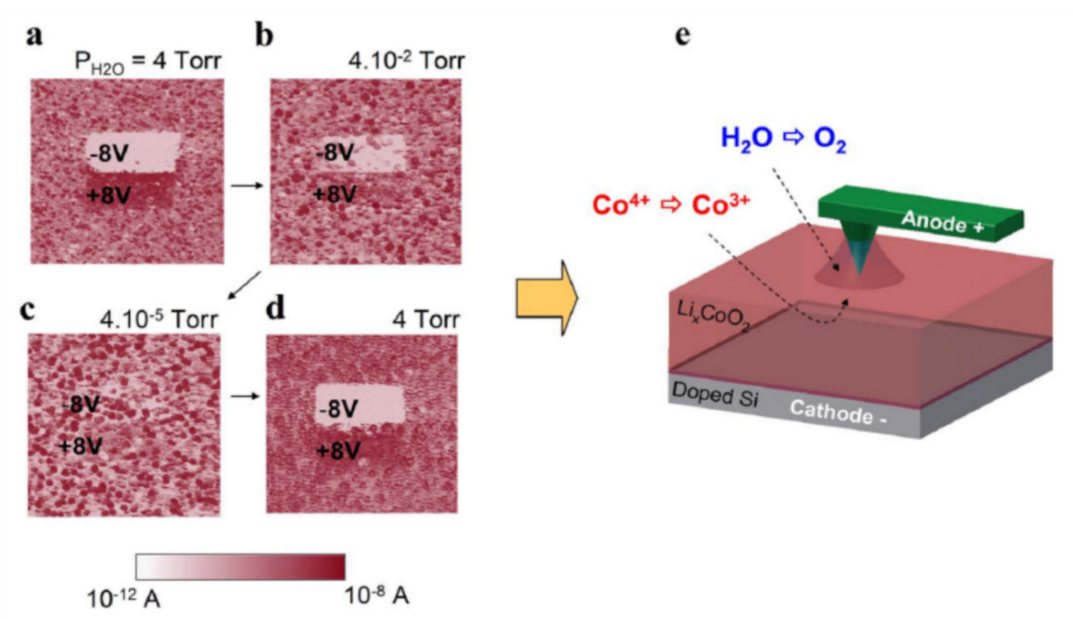 a
P_H2O = 4 Torr
-8V
+8V
b
4.10⁻² Torr
-8V
+8V
c
4.10⁻⁵ Torr
-8V
+8V
d
4 Torr
-8V
+8V
10⁻¹² A
10⁻⁸ A
e
H₂O ⇨ O₂
Co⁴⁺ ⇨ Co³⁺
Anode +
LiₓCoO₂
Doped Si
Cathode -